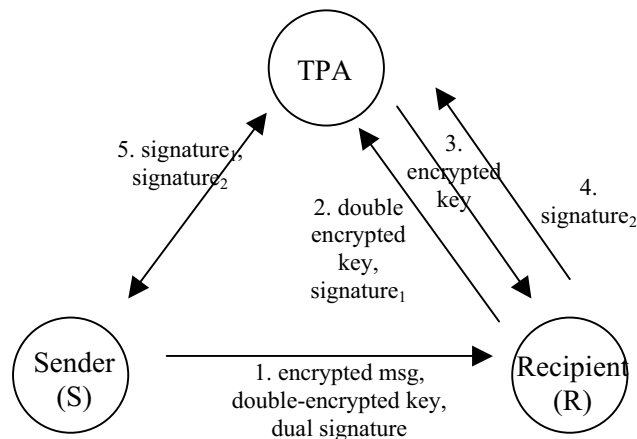 TPA
5. signature₁,
signature₂
3.
encrypted
key
4.
signature₂
2. double
encrypted
key,
signature₁
Sender
(S)
1. encrypted msg,
double-encrypted key,
dual signature
Recipient
(R)